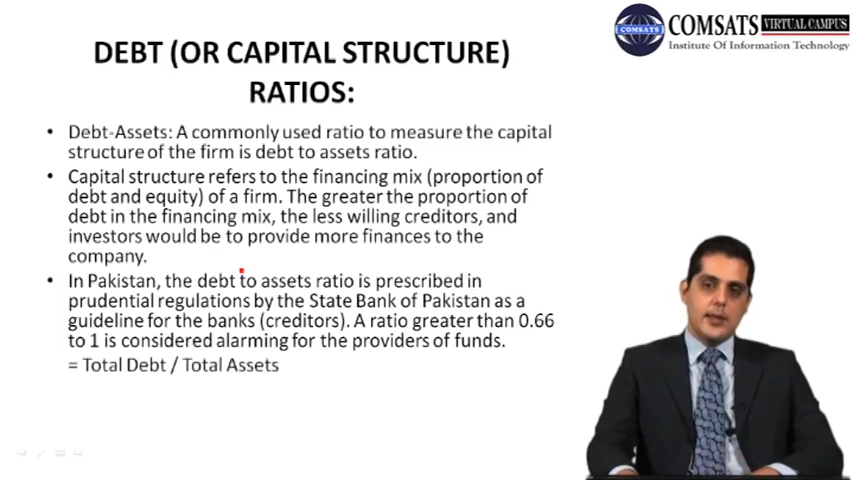 COMSATS VIRTUAL CAMPUS
Institute Of Information Technology
COMSATS
DEBT (OR CAPITAL STRUCTURE)
RATIOS:
• Debt-Assets: A commonly used ratio to measure the capital
structure of the firm is debt to assets ratio.
• Capital structure refers to the financing mix (proportion of
debt and equity) of a firm. The greater the proportion of
debt in the financing mix, the less willing creditors, and
investors would be to provide more finances to the
company.
• In Pakistan, the debt to assets ratio is prescribed in
prudential regulations by the State Bank of Pakistan as a
guideline for the banks (creditors). A ratio greater than 0.66
to 1 is considered alarming for the providers of funds.
= Total Debt / Total Assets